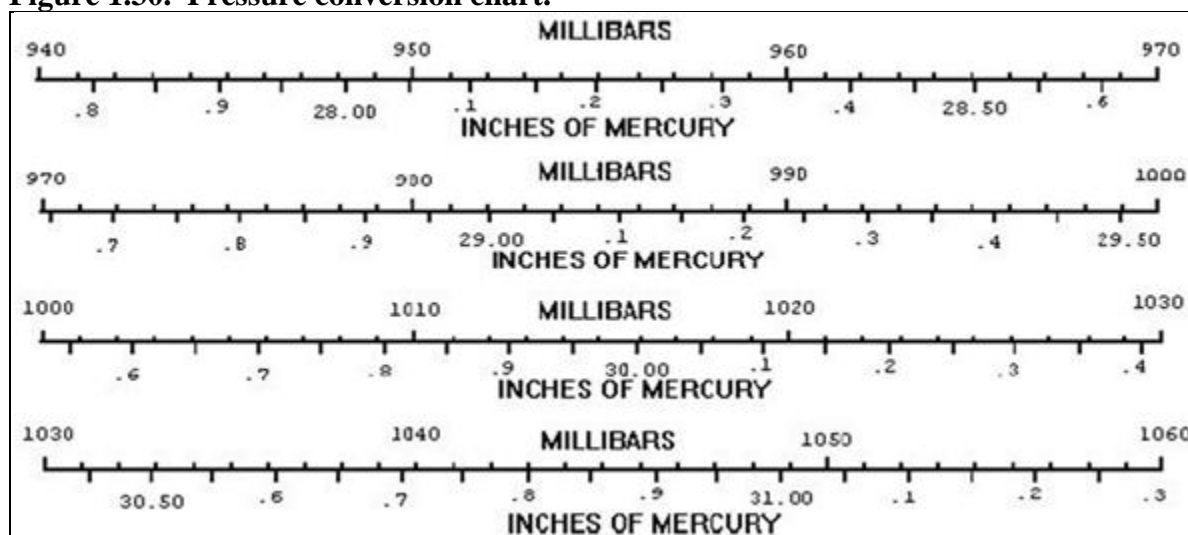 Figure 1.30. Pressure conversion chart.
MILLIBARS
940 950 960 970
.8 .9 28.00 .1 .2 .3 .4 28.50 .6
INCHES OF MERCURY
MILLIBARS
970 980 990 1000
.7 .8 .9 29.00 .1 .2 .3 .4 29.50
INCHES OF MERCURY
MILLIBARS
1000 1010 1020 1030
.6 .7 .8 .9 30.00 .1 .2 .3 .4
INCHES OF MERCURY
MILLIBARS
1030 1040 1050 1060
30.50 .6 .7 .8 .9 31.00 .1 .2 .3
INCHES OF MERCURY